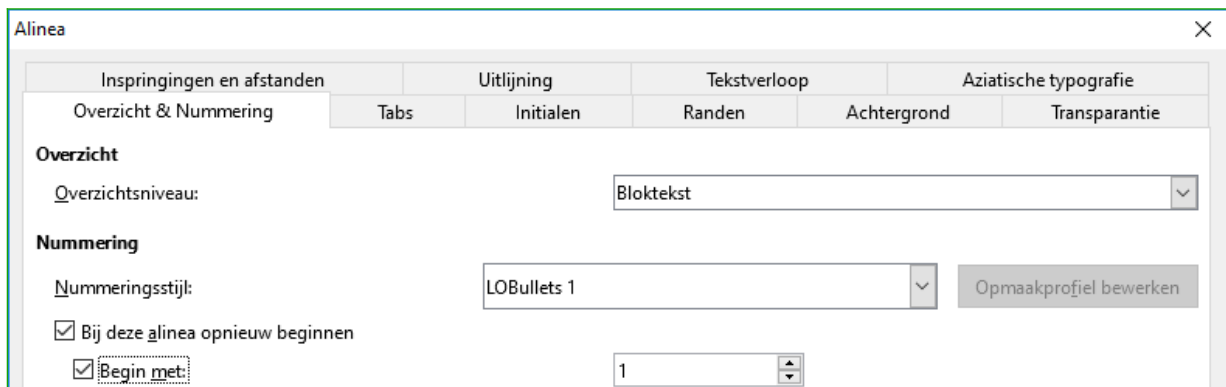 Alinea
Inspringingen en afstanden Uitlijning Tekstverloop Aziatische typografie
Overzicht & Nummering Tabs Initialen Randen Achtergrond Transparantie
Overzicht
Overzichtsniveau: Bloktekst
Nummering
Nummeringsstijl: LOBullets 1 Opmaakprofiel bewerken
Bij deze alinea opnieuw beginnen
Begin met: 1